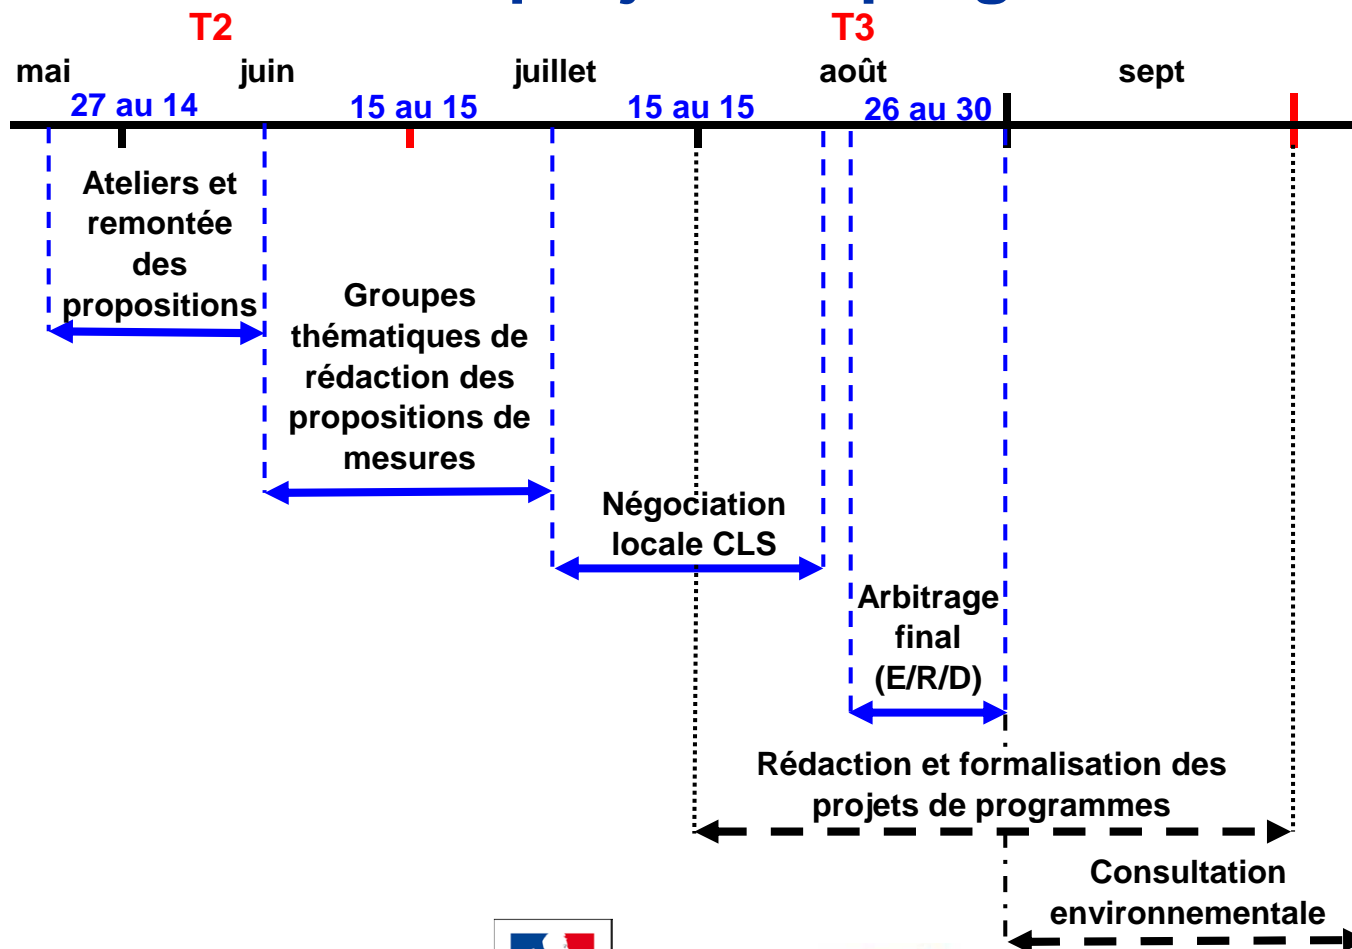 T2
T3
mai
juin
juillet
août
sept
27 au 14
15 au 15
15 au 15
26 au 30
Ateliers et
remontée
des
propositions
Groupes
thématiques de
rédaction des
propositions de
mesures
Négociation
locale CLS
Arbitrage
final
(E/R/D)
Rédaction et formalisation des
projets de programmes
Consultation
environnementale